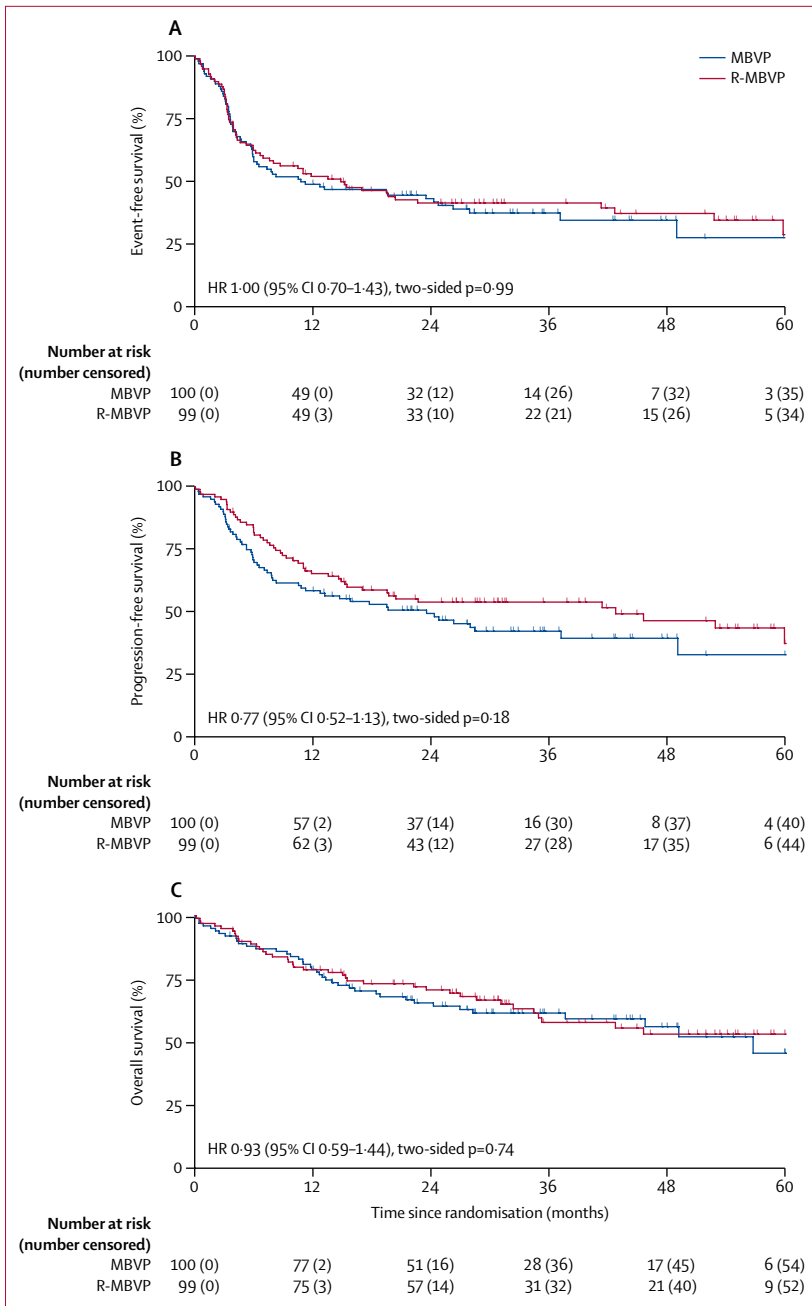 A
100
75
50
25
0
Event-free survival (%)
MBVP
R-MBVP
HR 1·00 (95% CI 0·70–1·43), two-sided p=0·99
0 12 24 36 48 60
Number at risk
(number censored)
MBVP 100 (0) 49 (0) 32 (12) 14 (26) 7 (32) 3 (35)
R-MBVP 99 (0) 49 (3) 33 (10) 22 (21) 15 (26) 5 (34)
B
100
75
50
25
0
Progression-free survival (%)
HR 0·77 (95% CI 0·52–1·13), two-sided p=0·18
0 12 24 36 48 60
Number at risk
(number censored)
MBVP 100 (0) 57 (2) 37 (14) 16 (30) 8 (37) 4 (40)
R-MBVP 99 (0) 62 (3) 43 (12) 27 (28) 17 (35) 6 (44)
C
100
75
50
25
0
Overall survival (%)
HR 0·93 (95% CI 0·59–1·44), two-sided p=0·74
0 12 24 36 48 60
Time since randomisation (months)
Number at risk
(number censored)
MBVP 100 (0) 77 (2) 51 (16) 28 (36) 17 (45) 6 (54)
R-MBVP 99 (0) 75 (3) 57 (14) 31 (32) 21 (40) 9 (52)